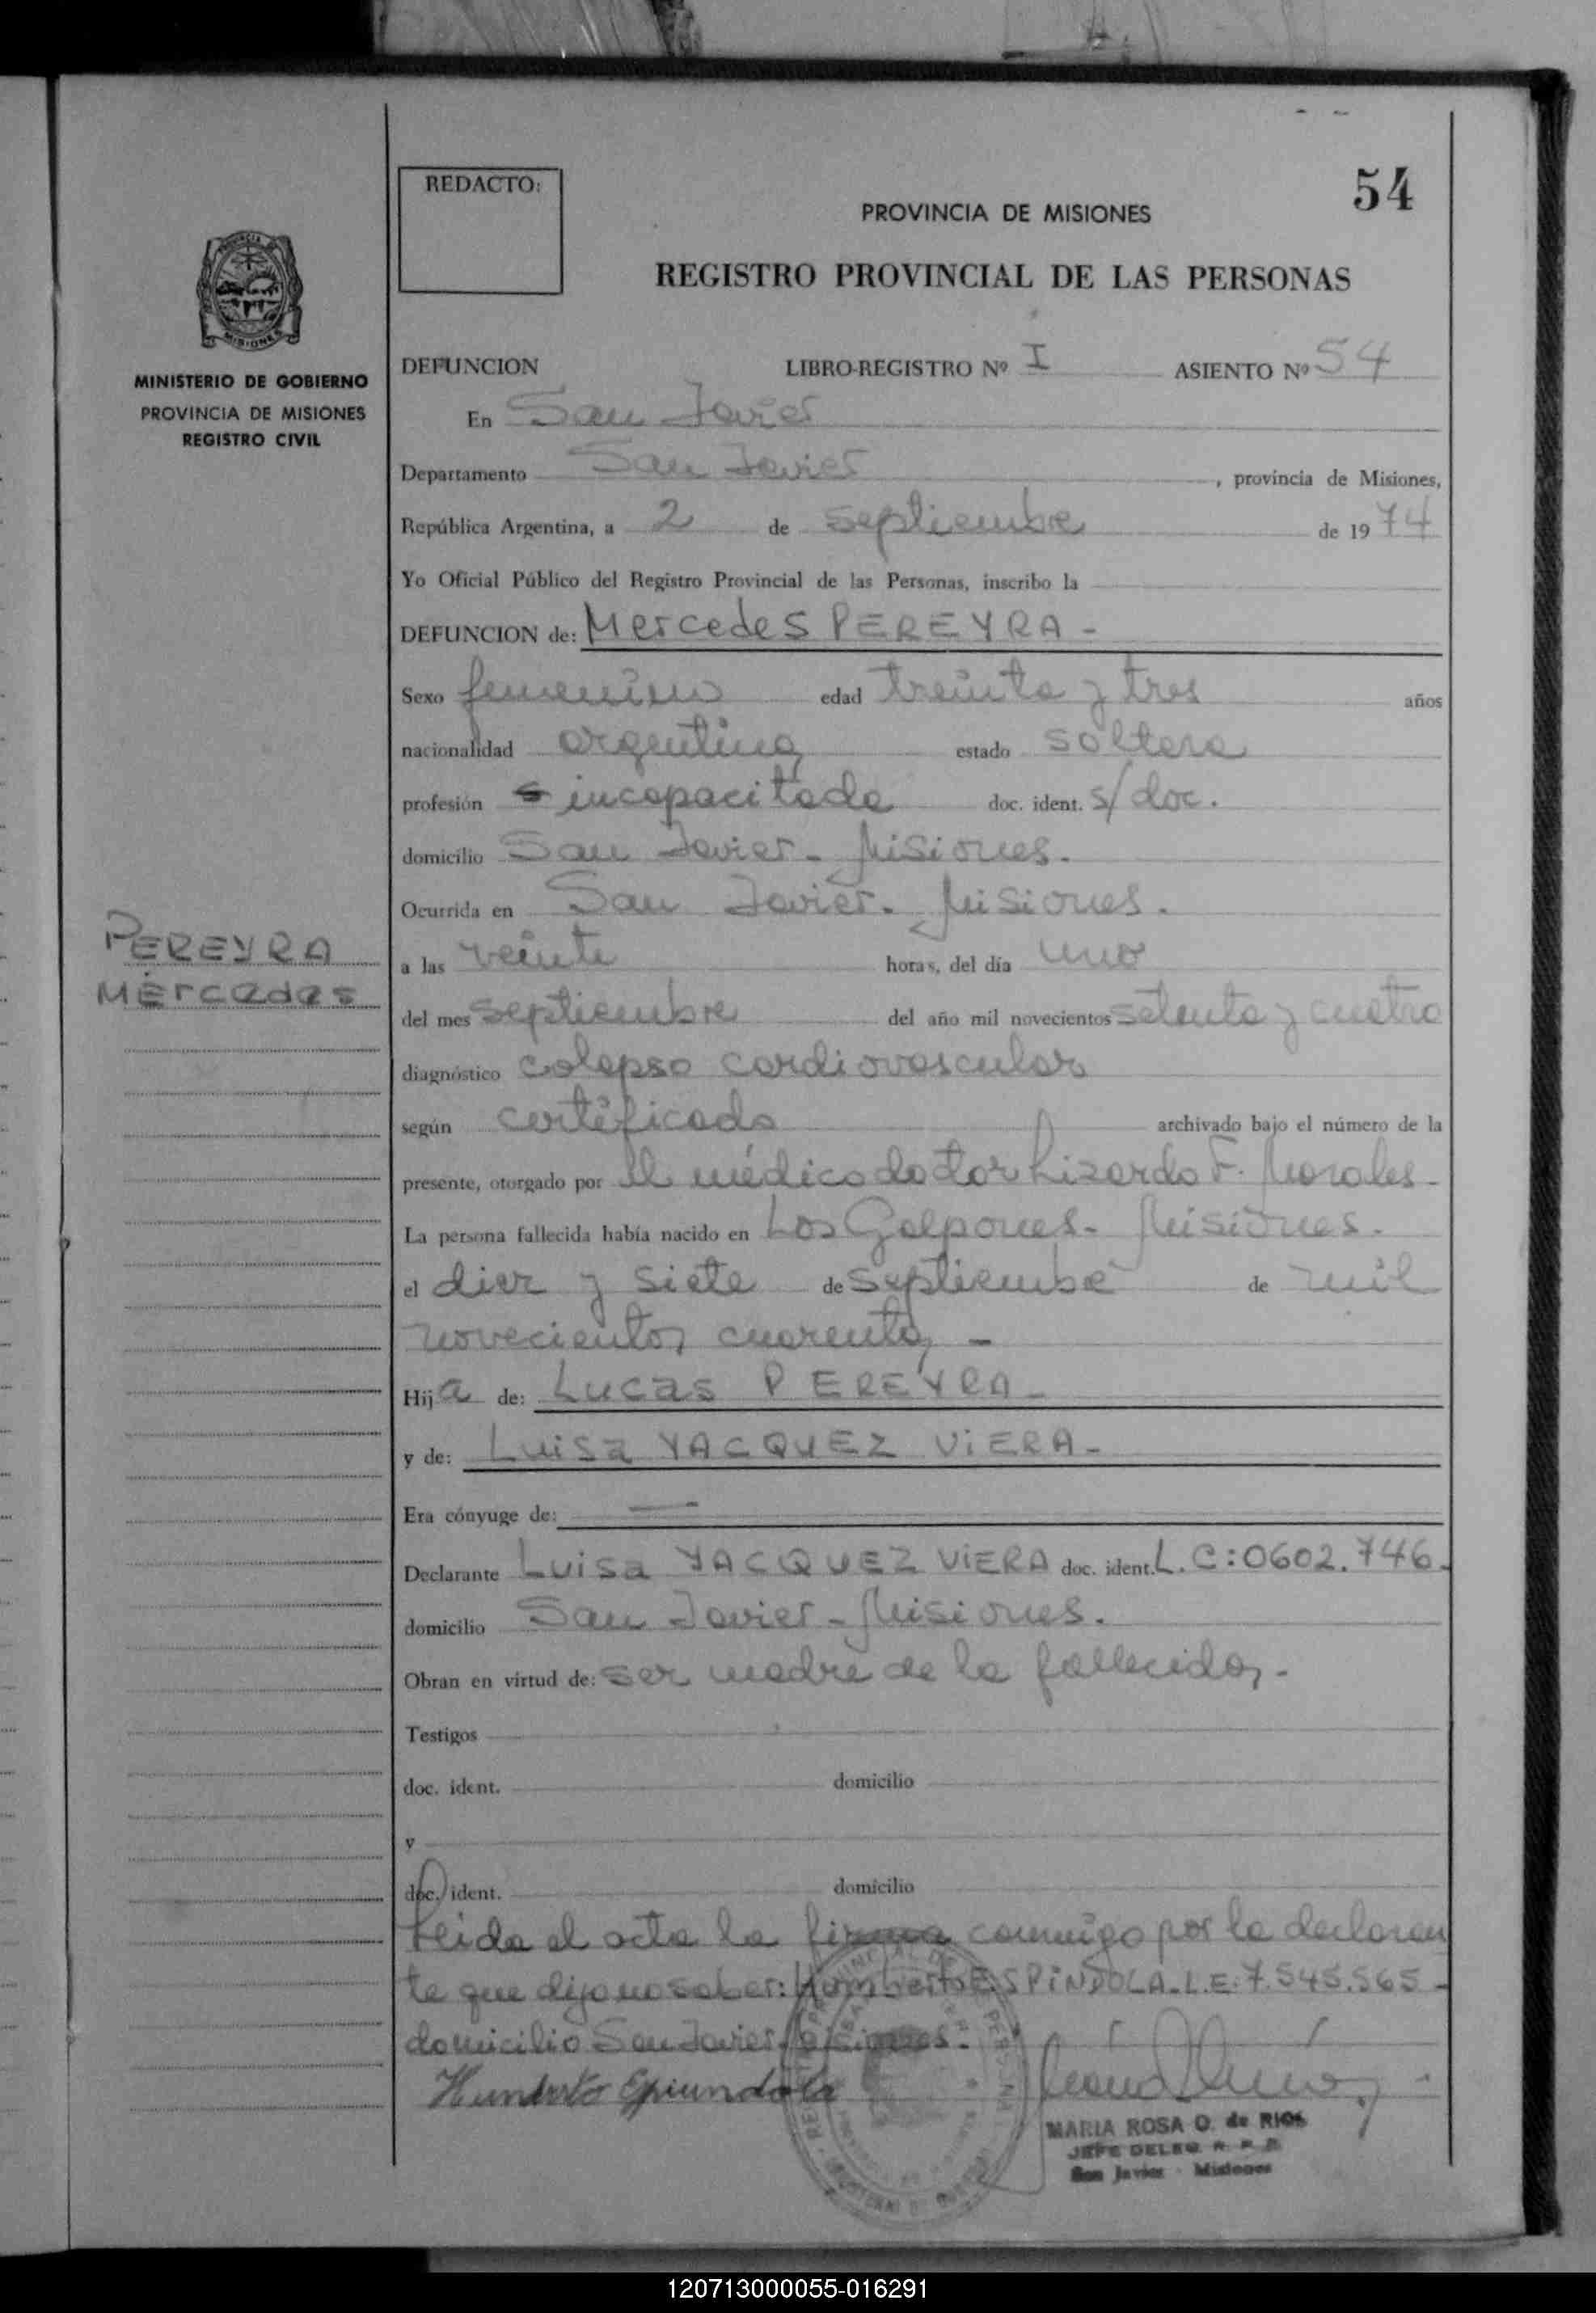 REDACTO:
54
PROVINCIA DE MISIONES
REGISTRO PROVINCIAL DE LAS PERSONAS
MISIONES
MINISTERIO DE GOBIERNO
PROVINCIA DE MISIONES
REGISTRO CIVIL
DEFUNCION LIBRO-REGISTRO Nº I ASIENTO Nº 54
En San Javier
Departamento San Javier, provincia de Misiones,
República Argentina, a 2 de septiembre de 1974
Yo Oficial Público del Registro Provincial de las Personas, inscribo la
DEFUNCION de: Mercedes PEREYRA -
Sexo femenino edad treinta y tres años
nacionalidad argentina estado soltera
profesión incapacitada doc. ident. s/doc.
domicilio San Javier - Misiones.
Ocurrida en San Javier. Misiones.
PEREYRA
Mercedes
a las veinte horas, del día uno
del mes septiembre del año mil novecientos setenta y cuatro
diagnóstico colapso cardiovascular
según certificado archivado bajo el número de la
presente, otorgado por el médico doctor Lizardo F. Morales -
La persona fallecida había nacido en Los Galpones - Misiones.
el diez y siete de septiembre de mil
novecientos cuarenta, -
Hija de: Lucas PEREYRA -
y de: Luisa YACQUEZ VIERA -
Era cónyuge de: —
Declarante Luisa YACQUEZ VIERA doc. ident. L.C: 0602.746.
domicilio San Javier - Misiones.
Obran en virtud de: ser madre de la fallecida, -
Testigos
doc. ident. domicilio
y
doc. ident. domicilio
Leida el acta la firma conmigo por la declaran
te que dijo no saber: Humberto ESPINDOLA. L.E. 7.545.565 -
domicilio San Javier Misiones.
Humberto Espindola
MARIA ROSA O. de RIOS
JEFE DELEG. R. P. P.
San Javier - Misiones
120713000055-016291